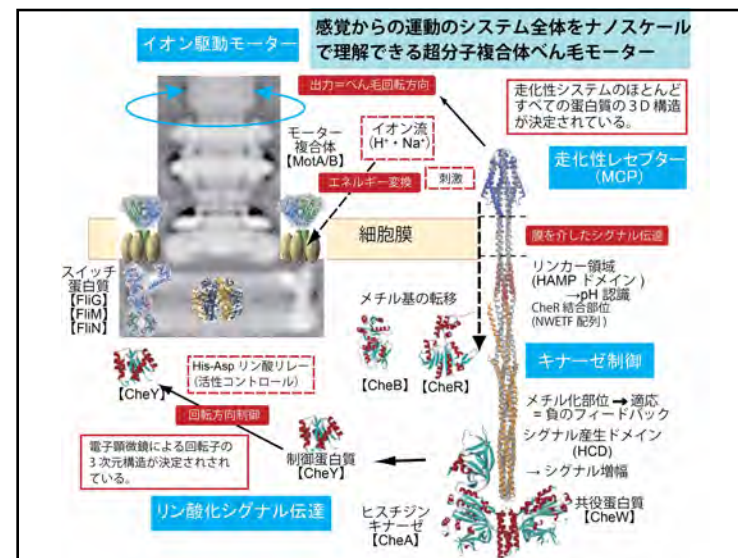 感覚からの運動のシステム全体をナノスケール
で理解できる超分子複合体べん毛モーター
イオン駆動モーター
出力＝べん毛回転方向
走化性システムのほとんど
すべての蛋白質の３D 構造
が決定されている。
モーター
複合体
【MotA/B】
イオン流
（H⁺・Na⁺）
エネルギー変換
刺激
走化性レセプター
（MCP）
細胞膜
膜を介したシグナル伝達
スイッチ
蛋白質
【FliG】
【FliM】
【FliN】
リンカー領域
(HAMP ドメイン )
→pH 認識
CheR 結合部位
(NWETF 配列 )
メチル基の転移
【CheB】
【CheR】
キナーゼ制御
【CheY】
His-Asp リン酸リレー
（活性コントロール）
回転方向制御
メチル化部位 → 適応
= 負のフィードバック
シグナル産生ドメイン
(HCD)
→ シグナル増幅
電子顕微鏡による回転子の
３次元構造が決定されされ
ている。
制御蛋白質
【CheY】
リン酸化シグナル伝達
ヒスチジン
キナーゼ
【CheA】
共役蛋白質
【CheW】